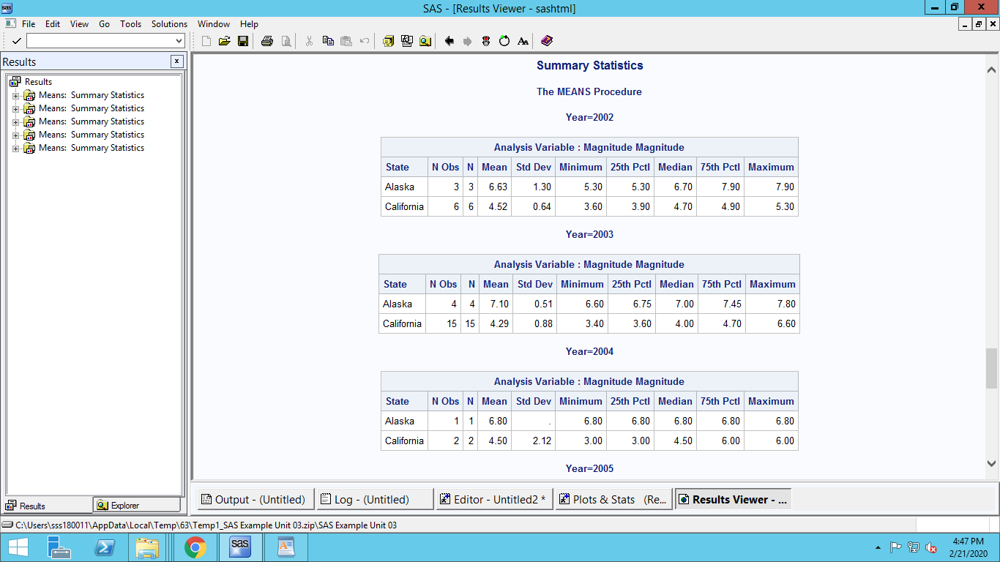 sas
SAS - [Results Viewer - sashtml]
File Edit View Go Tools Solutions Window Help
Results
Results
Means: Summary Statistics
Means: Summary Statistics
Means: Summary Statistics
Means: Summary Statistics
Means: Summary Statistics
Results
Explorer
Summary Statistics
The MEANS Procedure
Year=2002
Analysis Variable : Magnitude Magnitude
State N Obs N Mean Std Dev Minimum 25th Pctl Median 75th Pctl Maximum
Alaska 3 3 6.63 1.30 5.30 5.30 6.70 7.90 7.90
California 6 6 4.52 0.64 3.60 3.90 4.70 4.90 5.30
Year=2003
Analysis Variable : Magnitude Magnitude
State N Obs N Mean Std Dev Minimum 25th Pctl Median 75th Pctl Maximum
Alaska 4 4 7.10 0.51 6.60 6.75 7.00 7.45 7.80
California 15 15 4.29 0.88 3.40 3.60 4.00 4.70 6.60
Year=2004
Analysis Variable : Magnitude Magnitude
State N Obs N Mean Std Dev Minimum 25th Pctl Median 75th Pctl Maximum
Alaska 1 1 6.80 . 6.80 6.80 6.80 6.80 6.80
California 2 2 4.50 2.12 3.00 3.00 4.50 6.00 6.00
Year=2005
Output - (Untitled) Log - (Untitled) Editor - Untitled2 * Plots & Stats (Re... Results Viewer - ...
C:\Users\sss180011\AppData\Local\Temp\63\Temp1_SAS Example Unit 03.zip\SAS Example Unit 03
sas
4:47 PM
2/21/2020